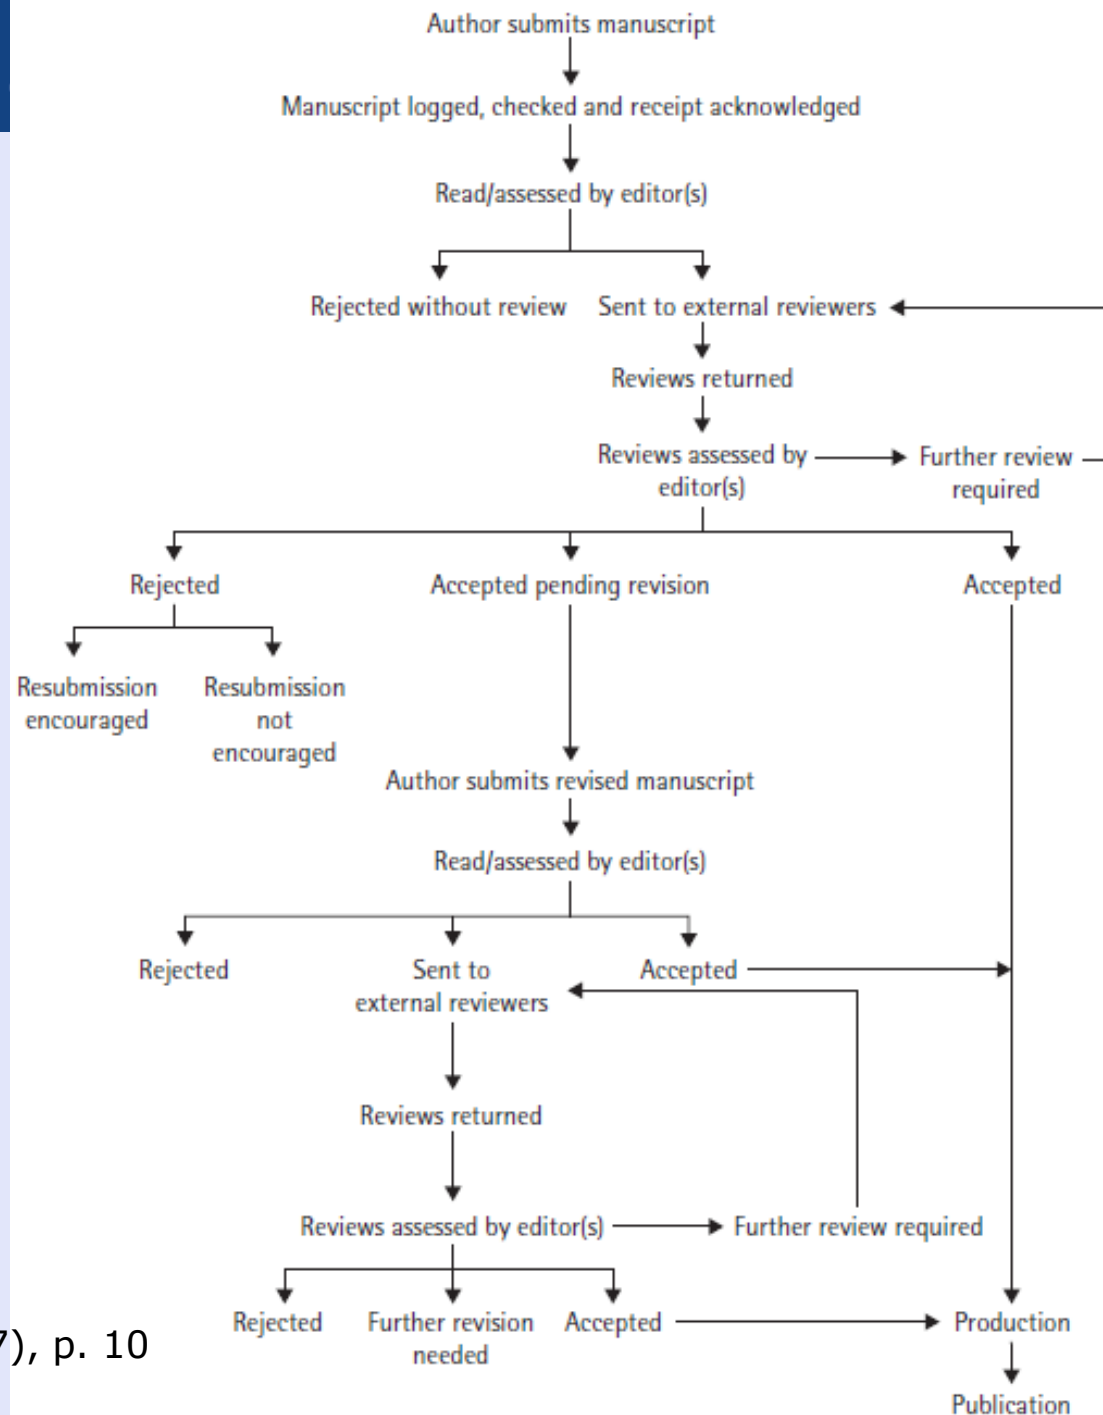 Author submits manuscript
Manuscript logged, checked and receipt acknowledged
Read/assessed by editor(s)
Rejected without review
Sent to external reviewers
Reviews returned
Reviews assessed by
editor(s)
Further review
required
Rejected
Accepted pending revision
Accepted
Resubmission
encouraged
Resubmission
not
encouraged
Author submits revised manuscript
Read/assessed by editor(s)
Rejected
Sent to
external reviewers
Accepted
Reviews returned
Reviews assessed by editor(s)
Further review required
Rejected
Further revision
needed
Accepted
Production
Publication
7), p. 10